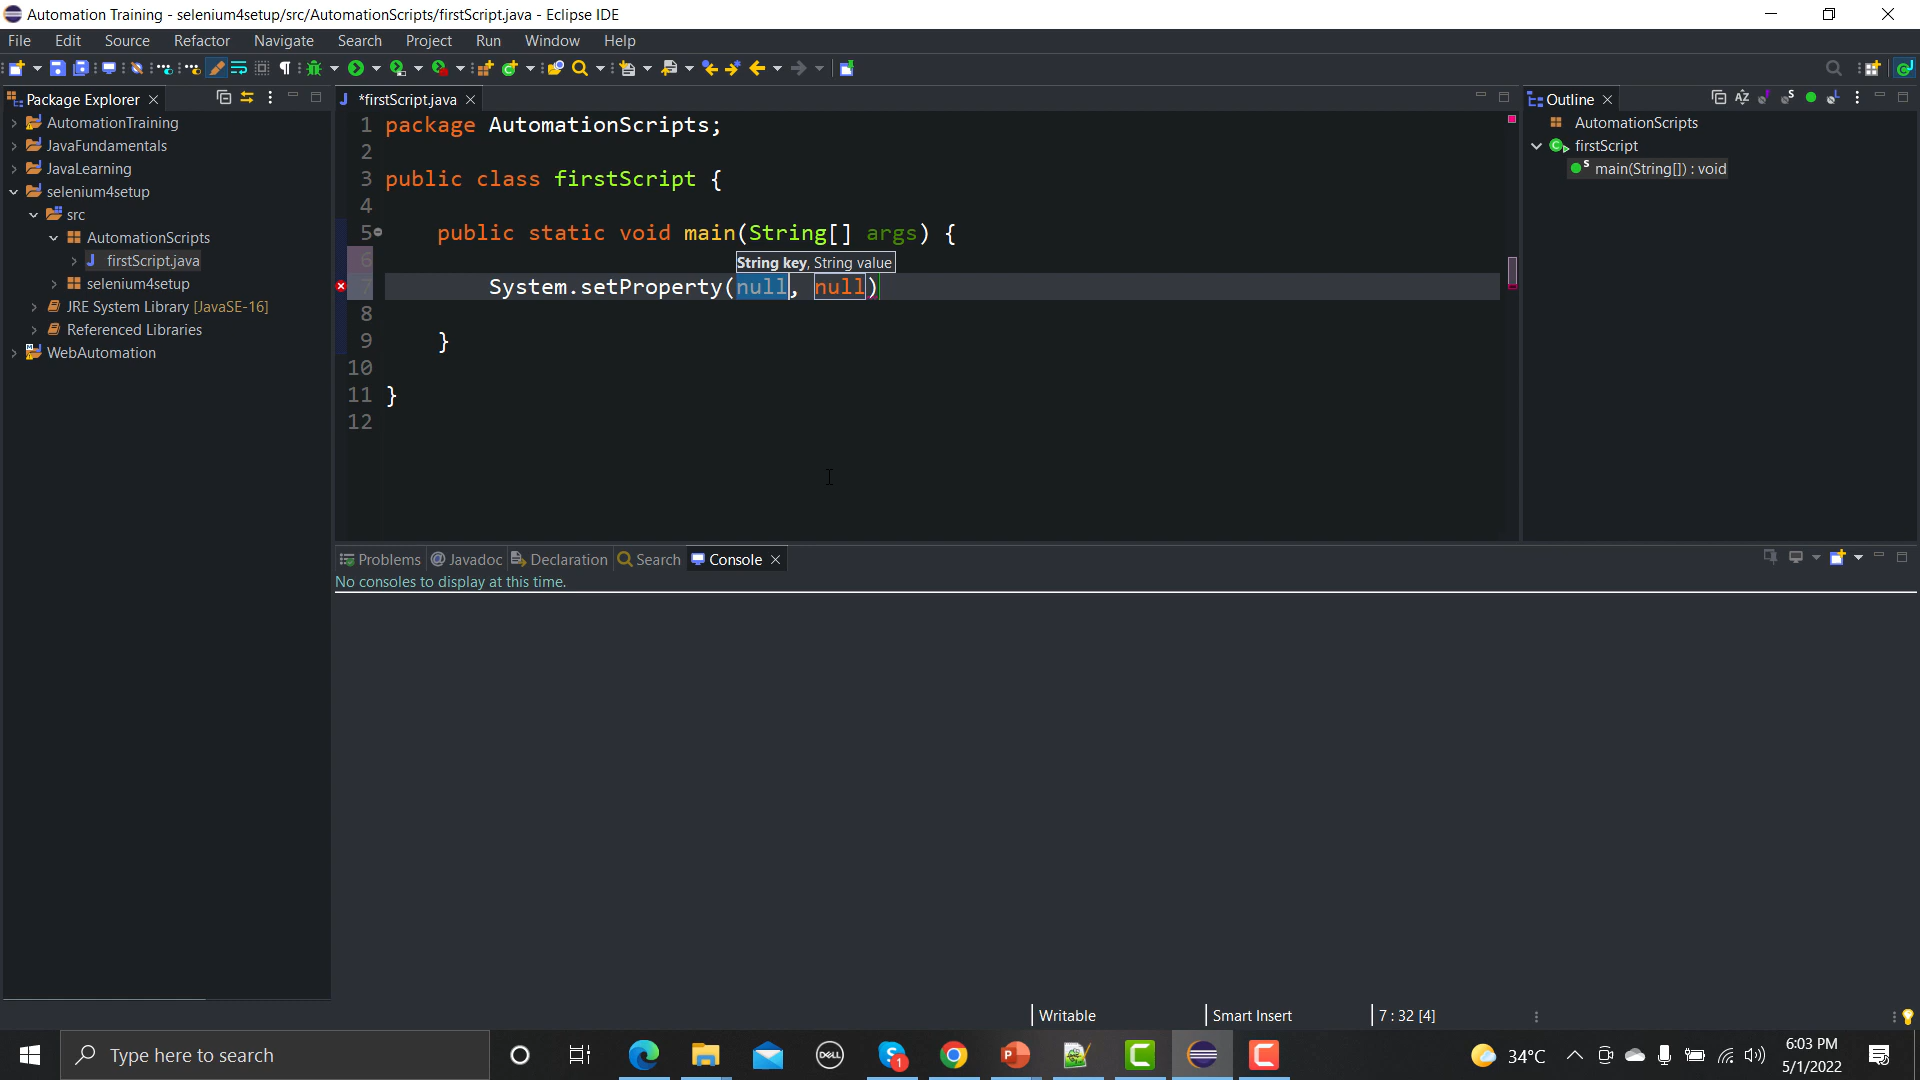 Automation Training - selenium4setup/src/AutomationScripts/firstScript.java - Eclipse IDE
File Edit Source Refactor Navigate Search Project Run Window Help
Package Explorer
AutomationTraining
JavaFundamentals
JavaLearning
selenium4setup
src
AutomationScripts
firstScript.java
selenium4setup
JRE System Library [JavaSE-16]
Referenced Libraries
WebAutomation
*firstScript.java
1 package AutomationScripts;
2
3 public class firstScript {
4
5 public static void main(String[] args) {
6
String key, String value
7 System.setProperty(null, null)
8
9 }
10
11 }
12
Outline
AutomationScripts
firstScript
main(String[]) : void
Problems @ Javadoc Declaration Search Console
No consoles to display at this time.
Writable Smart Insert 7 : 32 [4]
Type here to search
DELL
1
P
34°C
6:03 PM
5/1/2022